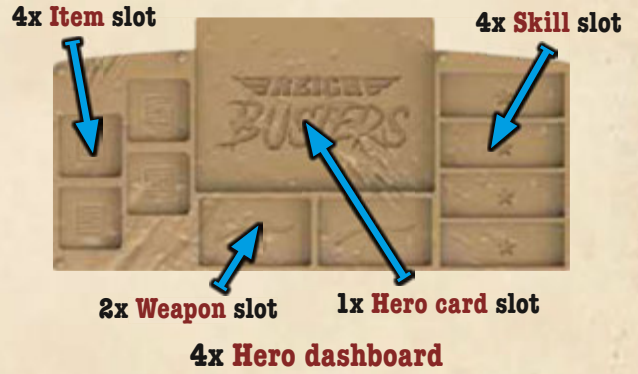 4x Item slot
4x Skill slot
REICH
BUSTERS
2x Weapon slot
1x Hero card slot
4x Hero dashboard